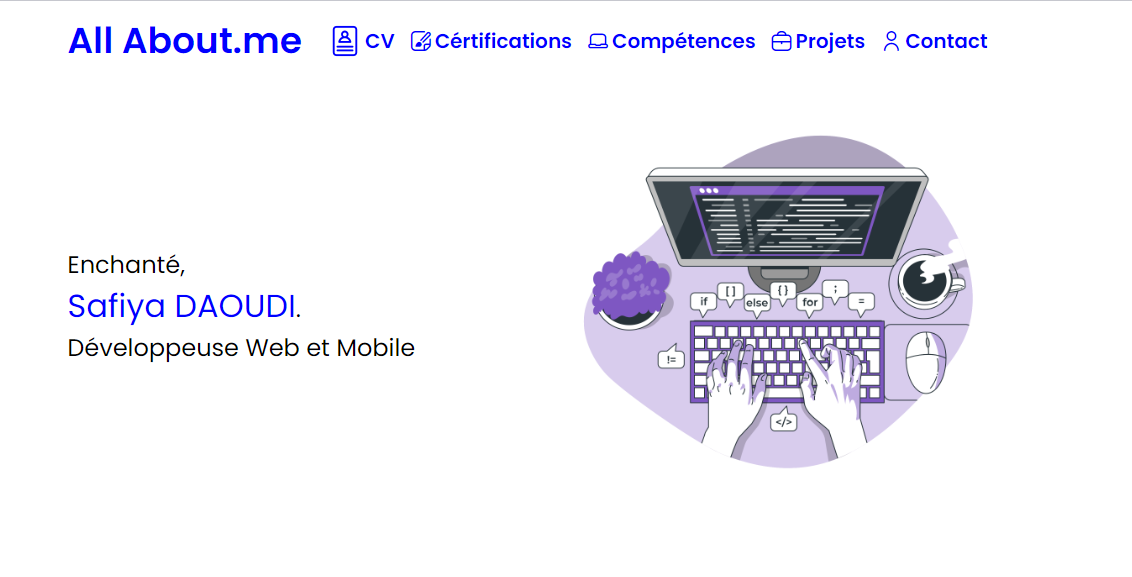 All About.me CV Cértifications Compétences Projets Contact
Enchanté,
Safiya DAOUDI.
Développeuse Web et Mobile
if [ ] else { } for ; =
!=
</>